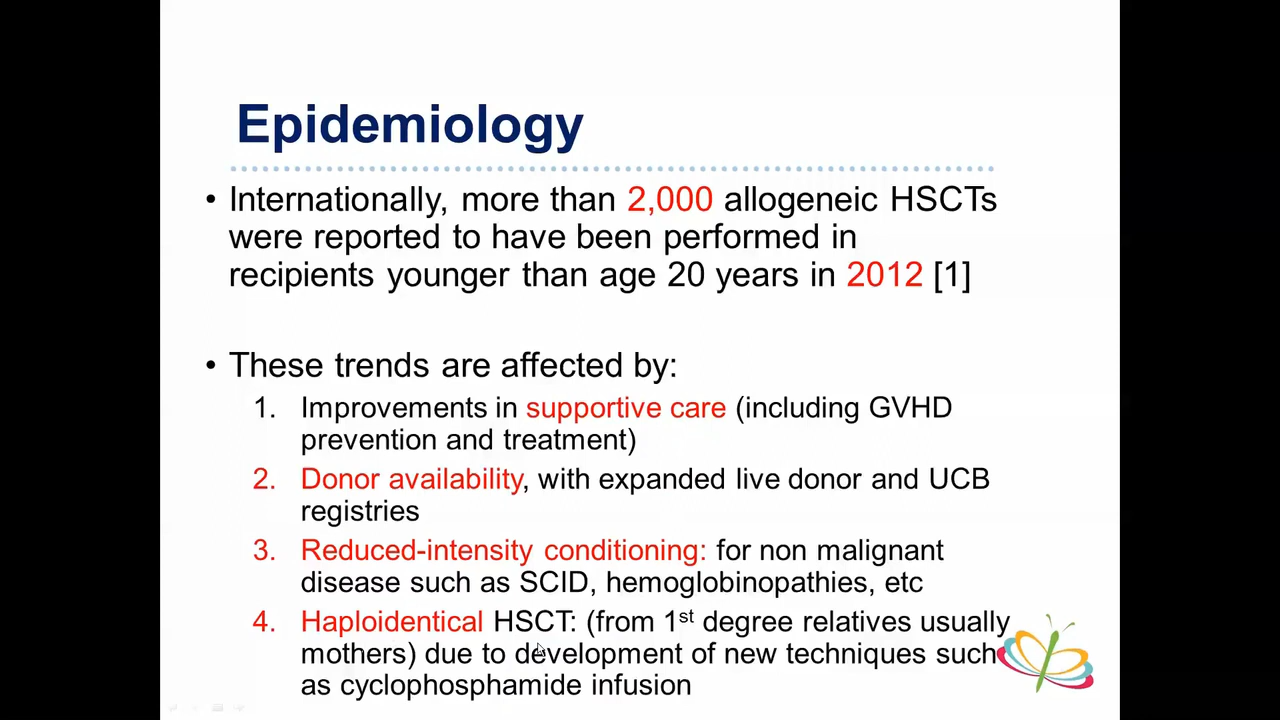 Epidemiology
• Internationally, more than 2,000 allogeneic HSCTs
were reported to have been performed in
recipients younger than age 20 years in 2012 [1]
• These trends are affected by:
1. Improvements in supportive care (including GVHD
prevention and treatment)
2. Donor availability, with expanded live donor and UCB
registries
3. Reduced-intensity conditioning: for non malignant
disease such as SCID, hemoglobinopathies, etc
4. Haploidentical HSCT: (from 1st degree relatives usually
mothers) due to development of new techniques such
as cyclophosphamide infusion